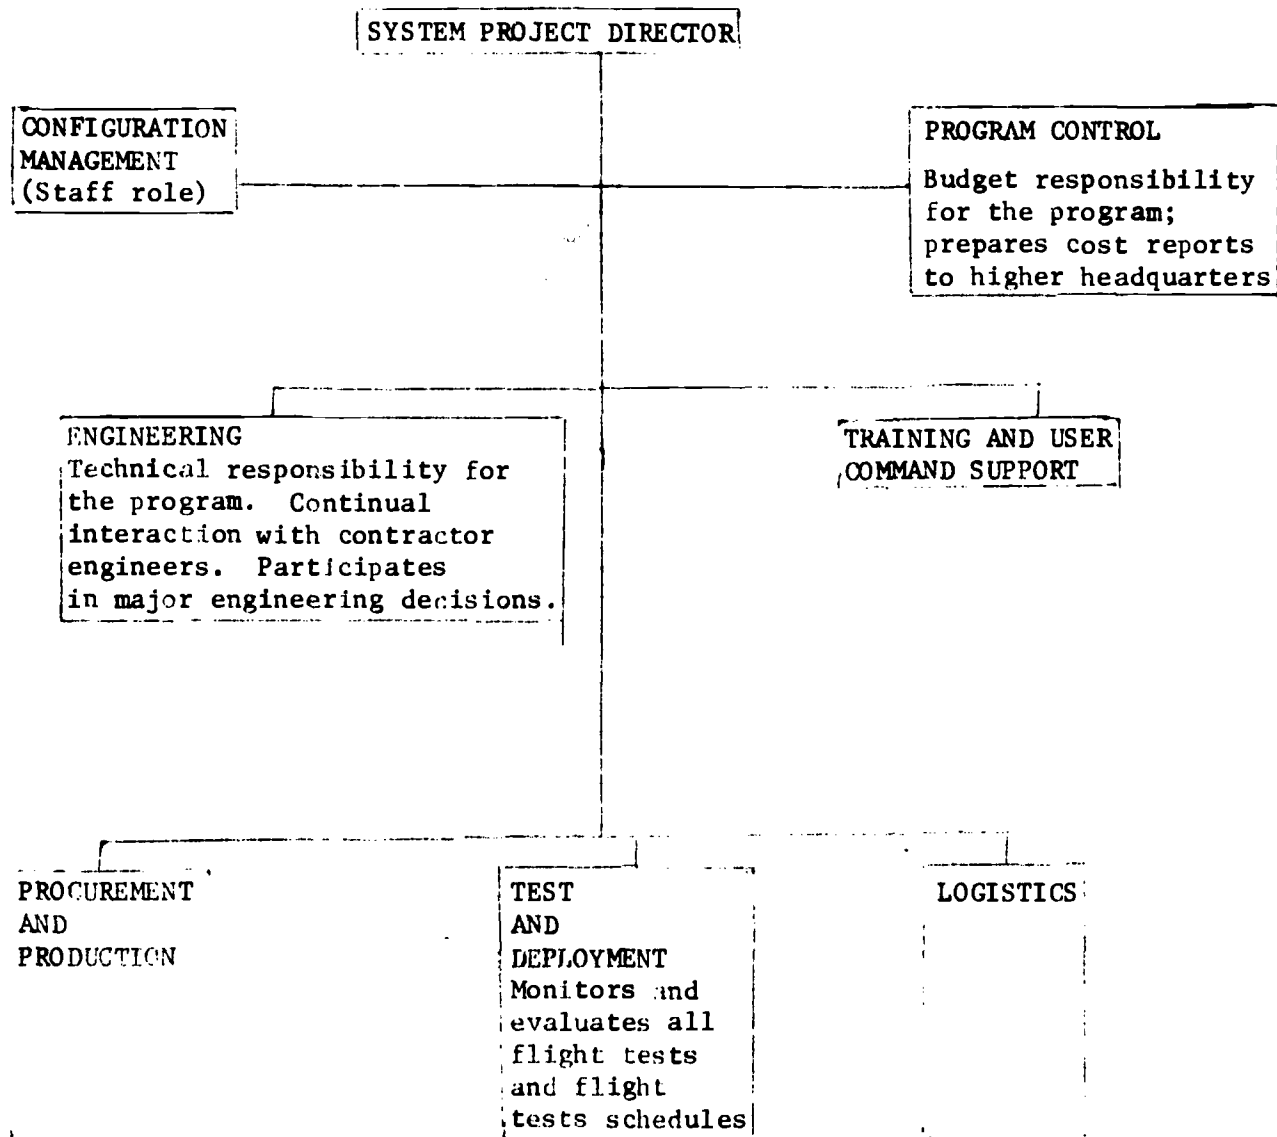 SYSTEM PROJECT DIRECTOR
CONFIGURATION
MANAGEMENT
(Staff role)
PROGRAM CONTROL
Budget responsibility
for the program;
prepares cost reports
to higher headquarters
ENGINEERING
Technical responsibility for
the program. Continual
interaction with contractor
engineers. Participates
in major engineering decisions.
TRAINING AND USER
COMMAND SUPPORT
PROCUREMENT
AND
PRODUCTION
TEST
AND
DEPLOYMENT
Monitors and
evaluates all
flight tests
and flight
tests schedules
LOGISTICS